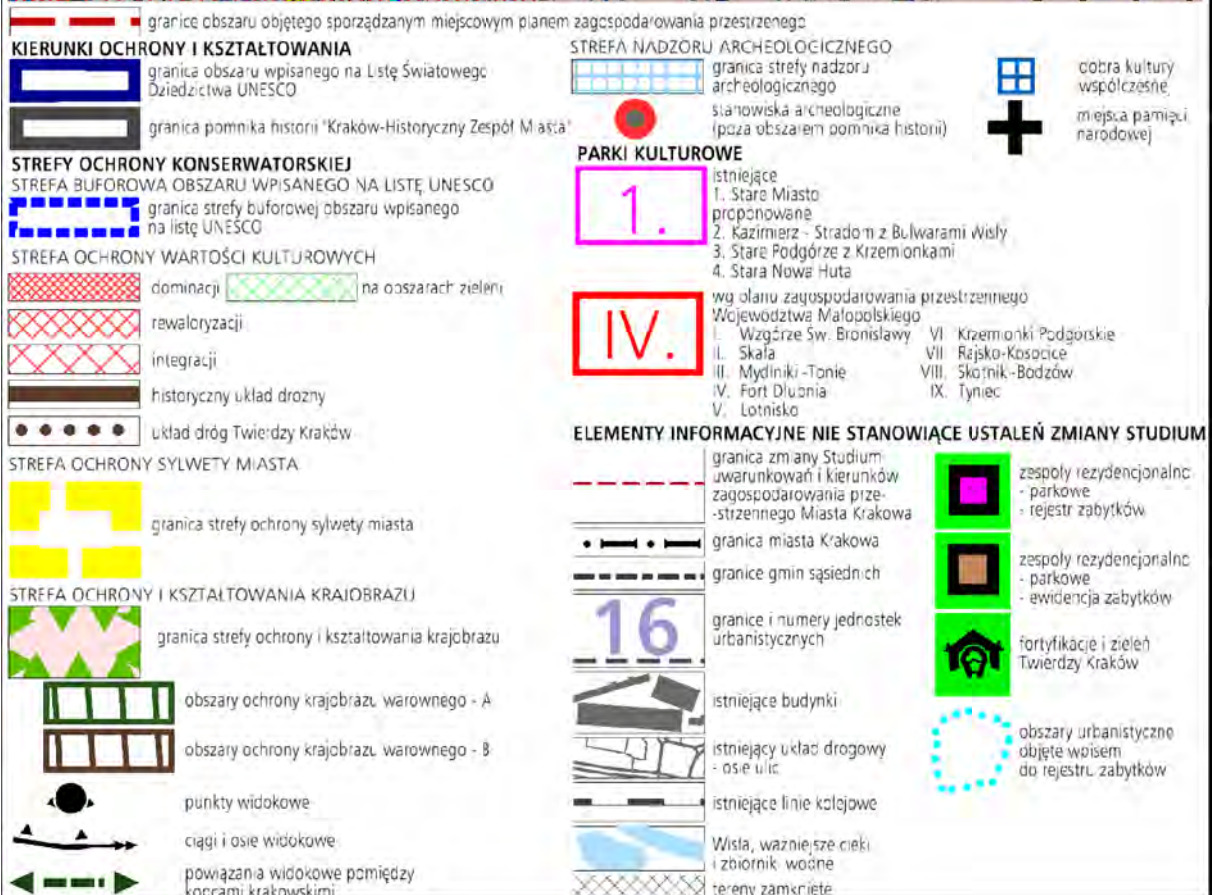 granice obszaru objętego sporządzanym miejscowym planem zagospodarowania przestrzenego
KIERUNKI OCHRONY I KSZTAŁTOWANIA
granica obszaru wpisanego na Listę Światowego
Dziedzictwa UNESCO
granica pomnika historii "Kraków-Historyczny Zespół Miasta"
STREFY OCHRONY KONSERWATORSKIEJ
STREFA BUFOROWA OBSZARU WPISANEGO NA LISTĘ UNESCO
granica strefy buforowej obszaru wpisanego
na listę UNESCO
STREFA OCHRONY WARTOŚCI KULTUROWYCH
dominacji
na obszarach zieleni
rewaloryzacji
integracji
historyczny układ drożny
układ dróg Twierdzy Kraków
STREFA OCHRONY SYLWETY MIASTA
granica strefy ochrony sylwety miasta
STREFA OCHRONY I KSZTAŁTOWANIA KRAJOBRAZU
granica strefy ochrony i kształtowania krajobrazu
obszary ochrony krajobrazu warownego - A
obszary ochrony krajobrazu warownego - B
punkty widokowe
ciągi i osie widokowe
powiązania widokowe pomiędzy
kopcami krakowskimi
STREFA NADZORU ARCHEOLOGICZNEGO
granica strefy nadzoru
archeologicznego
stanowiska archeologiczne
(poza obszarem pomnika historii)
dobra kultury
współczesnej
miejsca pamięci
narodowej
PARKI KULTUROWE
1.
istniejące
1. Stare Miasto
proponowane
2. Kazimierz - Stradom z Bulwarami Wisły
3. Stare Podgórze z Krzemionkami
4. Stara Nowa Huta
IV.
wg planu zagospodarowania przestrzennego
Województwa Małopolskiego
I. Wzgórze Św. Bronisławy
II. Skała
III. Mydlniki -Tonie
IV. Fort Dłubnia
V. Lotnisko
VI Krzemionki Podgórskie
VII Rajsko-Kosocice
VIII. Skotniki-Bodzów
IX. Tyniec
ELEMENTY INFORMACYJNE NIE STANOWIĄCE USTALEŃ ZMIANY STUDIUM
granica zmiany Studium
uwarunkowań i kierunków
zagospodarowania prze-
-strzennego Miasta Krakowa
granica miasta Krakowa
granice gmin sąsiednich
16
granice i numery jednostek
urbanistycznych
istniejące budynki
istniejący układ drogowy
- osie ulic
istniejące linie kolejowe
Wisła, ważniejsze cieki
i zbiorniki wodne
tereny zamknięte
zespoły rezydencjonalno
- parkowe
- rejestr zabytków
zespoły rezydencjonalno
- parkowe
- ewidencja zabytków
fortyfikacje i zieleń
Twierdzy Kraków
obszary urbanistyczne
objęte wpisem
do rejestru zabytków